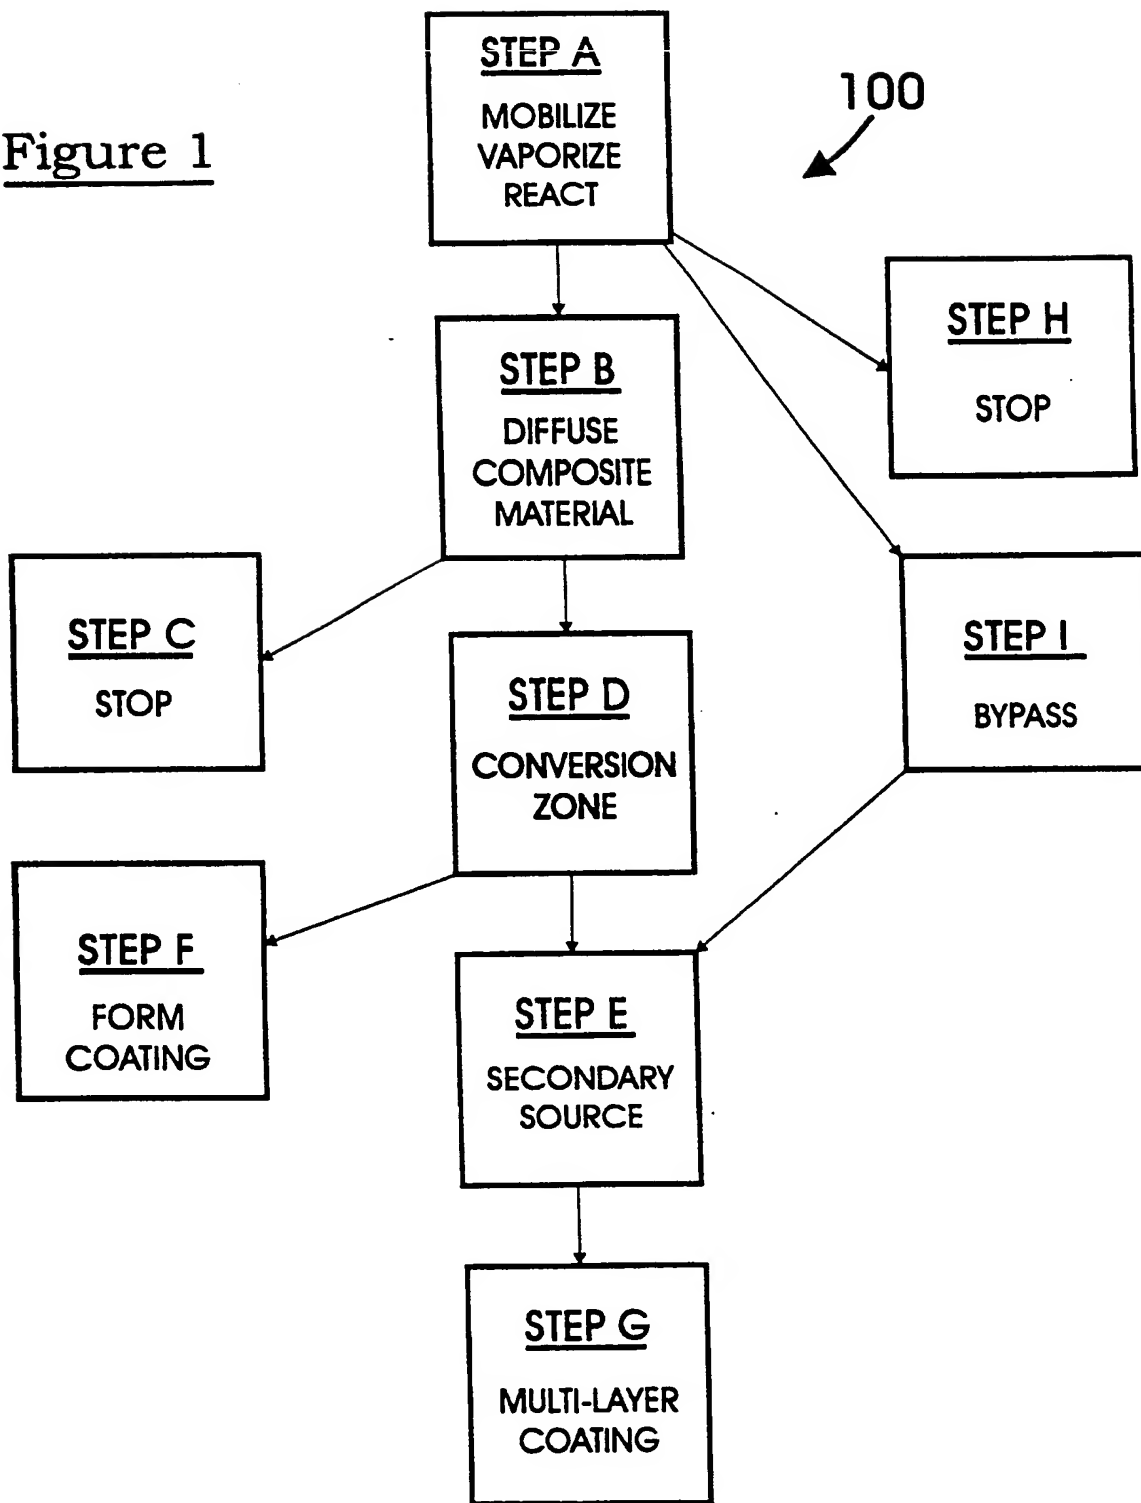 Figure 1
100
STEP A
MOBILIZE
VAPORIZE
REACT
STEP H
STOP
STEP B
DIFFUSE
COMPOSITE
MATERIAL
STEP C
STOP
STEP D
CONVERSION
ZONE
STEP I
BYPASS
STEP F
FORM
COATING
STEP E
SECONDARY
SOURCE
STEP G
MULTI-LAYER
COATING